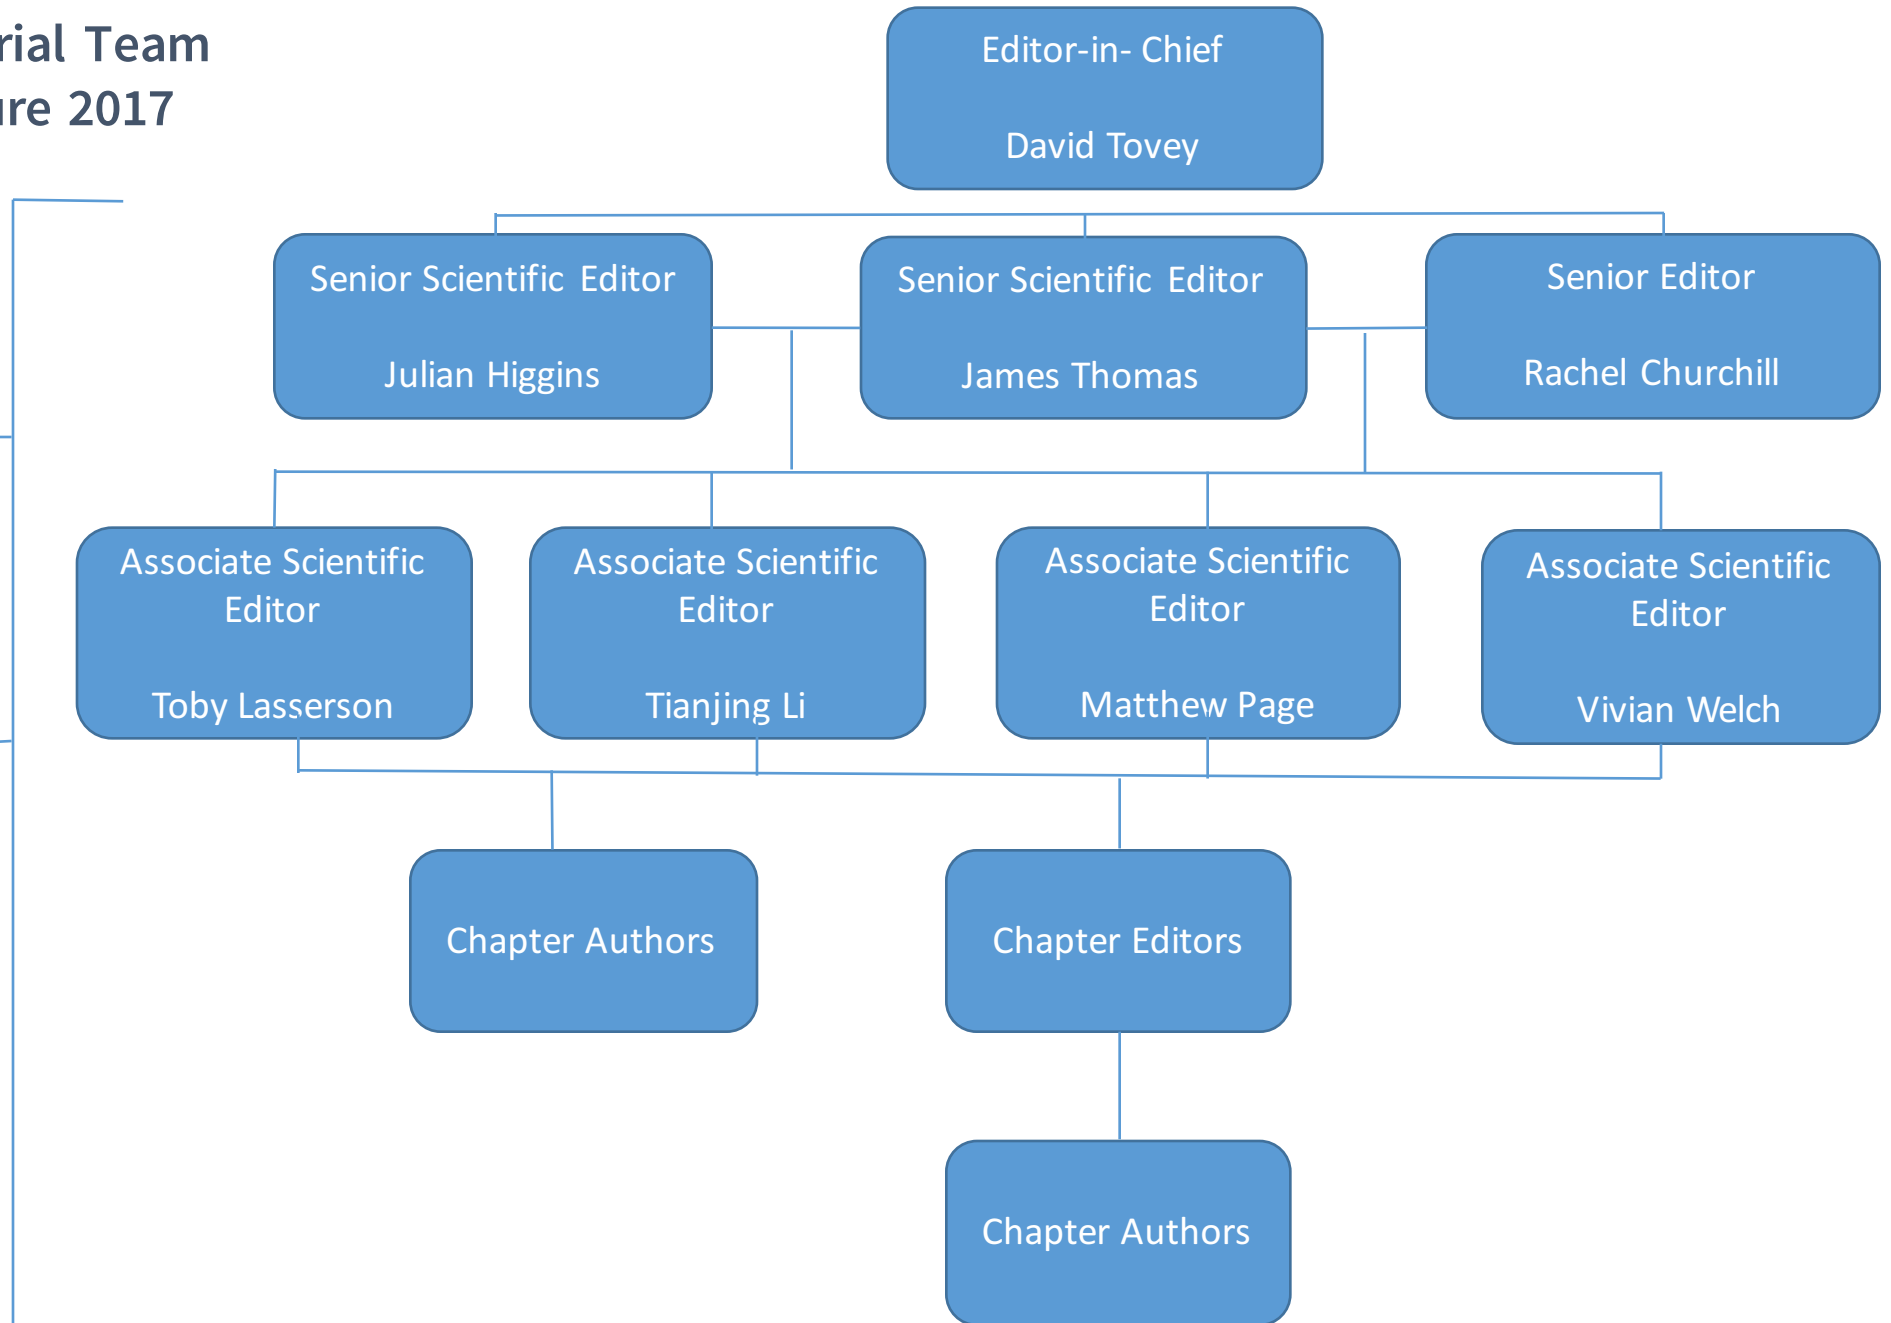 rial Team
ure 2017
Editor-in- Chief
David Tovey
Senior Scientific Editor
Julian Higgins
Senior Scientific Editor
James Thomas
Senior Editor
Rachel Churchill
Associate Scientific
Editor
Toby Lasserson
Associate Scientific
Editor
Tianjing Li
Associate Scientific
Editor
Matthew Page
Associate Scientific
Editor
Vivian Welch
Chapter Authors
Chapter Editors
Chapter Authors